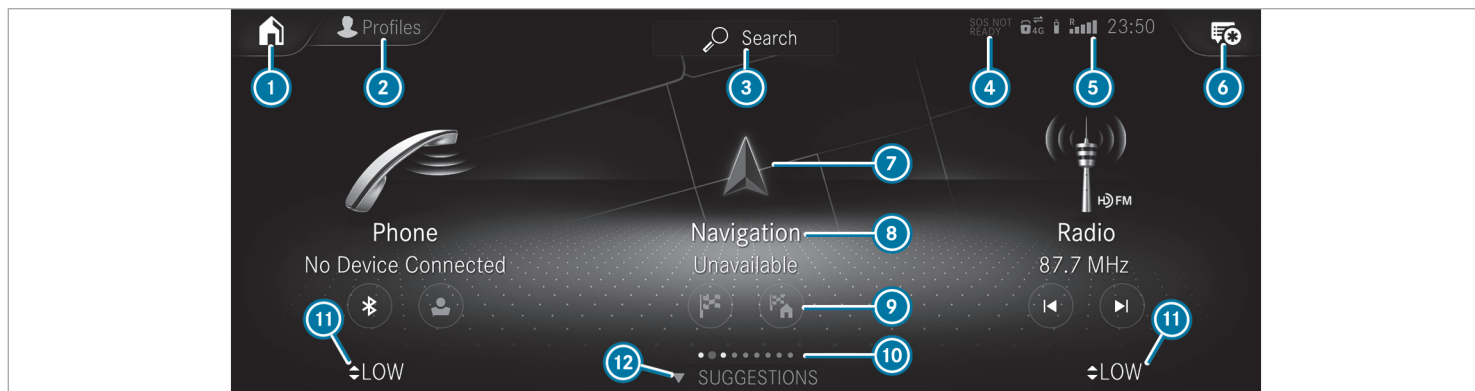 Profiles
Search
SOS NOT
READY
4G
R
23:50
1
2
3
4
5
6
7
HD FM
Phone
Navigation
8
Radio
No Device Connected
Unavailable
87.7 MHz
9
11
11
10
12
LOW
SUGGESTIONS
LOW